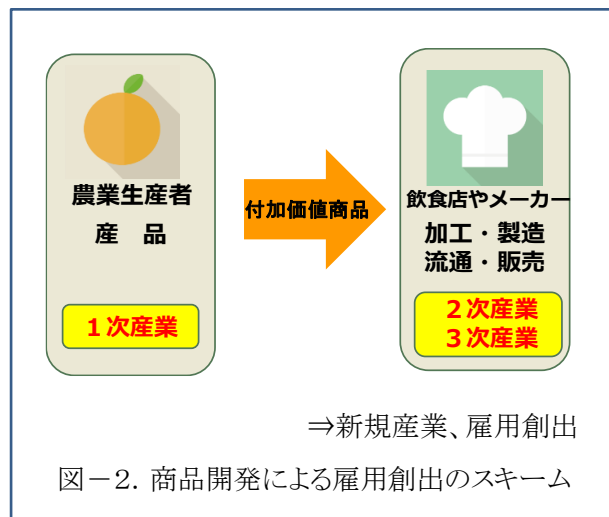 農業生産者
産　品
１次産業
付加価値商品
飲食店やメーカー
加工・製造
流通・販売
２次産業
３次産業
⇒新規産業、雇用創出
図－2．商品開発による雇用創出のスキーム